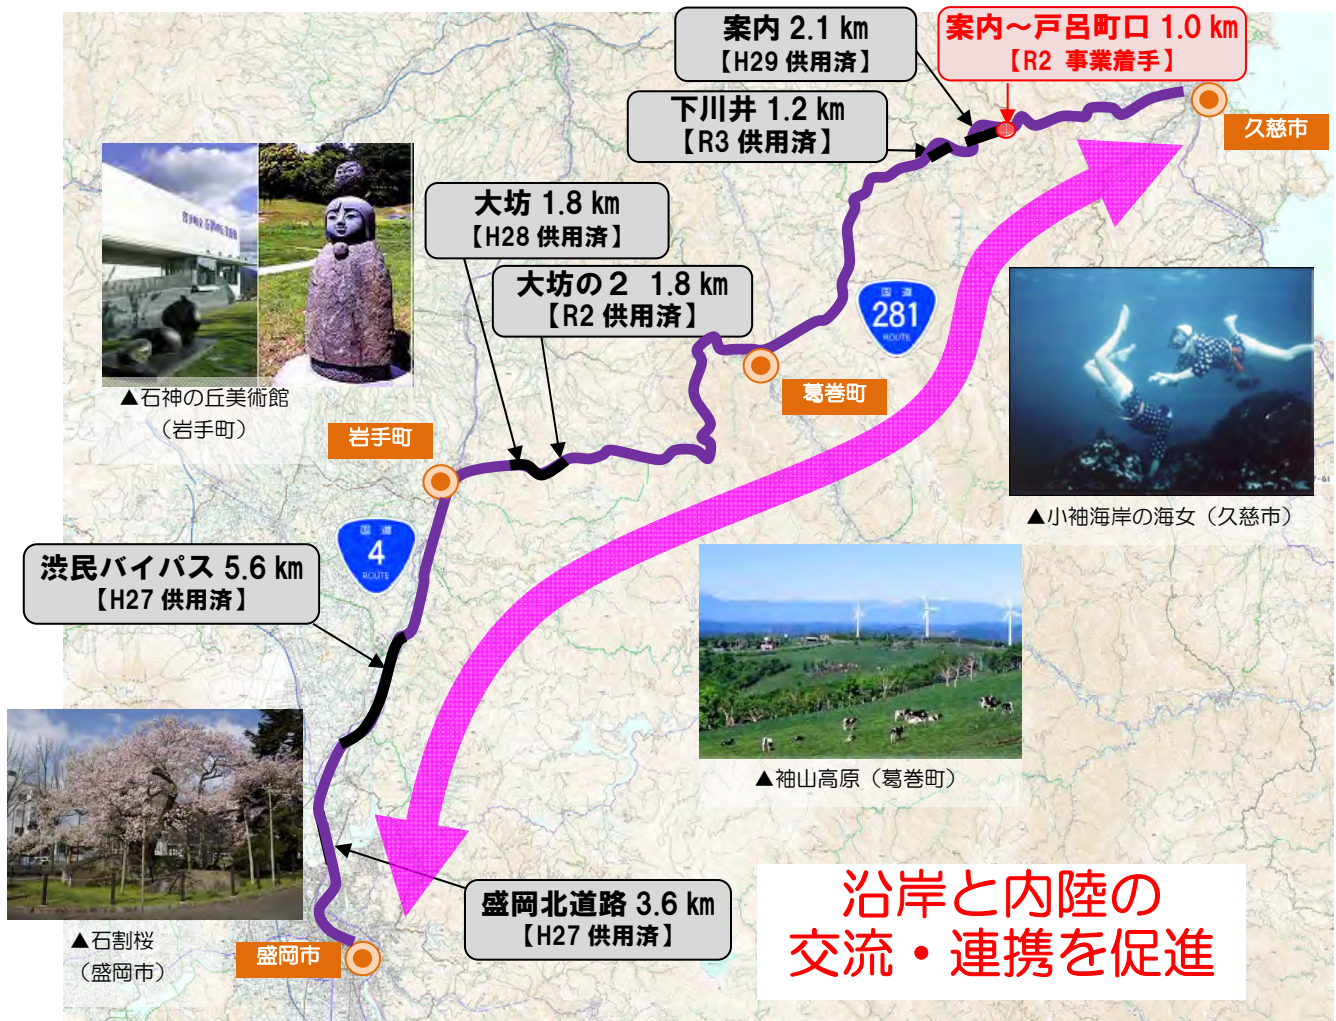 案内 2.1 km
【H29 供用済】
案内～戸呂町口 1.0 km
【R2 事業着手】
下川井 1.2 km
【R3 供用済】
久慈市
大坊 1.8 km
【H28 供用済】
大坊の２ 1.8 km
【R2 供用済】
国道
281
ROUTE
▲石神の丘美術館
（岩手町）
葛巻町
岩手町
▲小袖海岸の海女（久慈市）
国道
4
ROUTE
渋民バイパス 5.6 km
【H27 供用済】
▲袖山高原（葛巻町）
盛岡北道路 3.6 km
【H27 供用済】
▲石割桜
（盛岡市）
盛岡市
沿岸と内陸の
交流・連携を促進